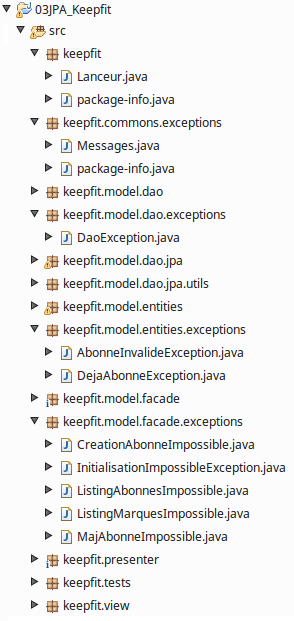 03JPA_Keepfit
src
keepfit
Lanceur.java
package-info.java
keepfit.commons.exceptions
Messages.java
package-info.java
keepfit.model.dao
keepfit.model.dao.exceptions
DaoException.java
keepfit.model.dao.jpa
keepfit.model.dao.jpa.utils
keepfit.model.entities
keepfit.model.entities.exceptions
AbonneInvalideException.java
DejaAbonneException.java
keepfit.model.facade
keepfit.model.facade.exceptions
CreationAbonneImpossible.java
InitialisationImpossibleException.java
ListingAbonnesImpossible.java
ListingMarquesImpossible.java
MajAbonneImpossible.java
keepfit.presenter
keepfit.tests
keepfit.view